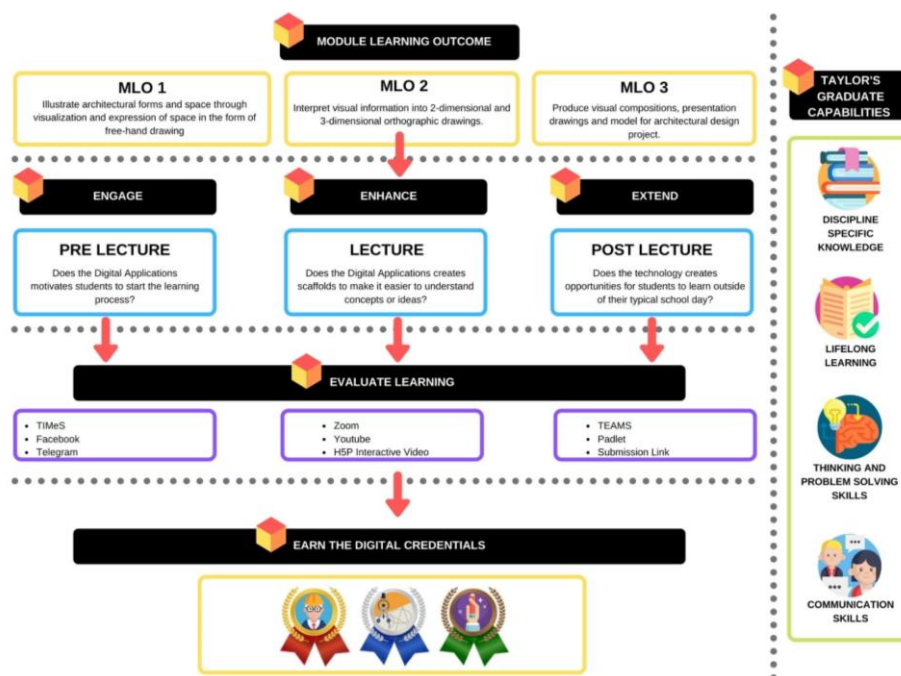 MODULE LEARNING OUTCOME
MLO 1
Illustrate architectural forms and space through
visualization and expression of space in the form of
free-hand drawing
MLO 2
Interpret visual information into 2-dimensional and
3-dimensional orthographic drawings.
MLO 3
Produce visual compositions, presentation
drawings and model for architectural design
project.
ENGAGE
ENHANCE
EXTEND
PRE LECTURE
Does the Digital Applications
motivates students to start the learning
process?
LECTURE
Does the Digital Applications creates
scaffolds to make it easier to understand
concepts or ideas?
POST LECTURE
Does the technology creates
opportunities for students to learn outside
of their typical school day?
EVALUATE LEARNING
• TIMeS
• Facebook
• Telegram
• Zoom
• Youtube
• H5P Interactive Video
• TEAMS
• Padlet
• Submission Link
EARN THE DIGITAL CREDENTIALS
TAYLOR'S
GRADUATE
CAPABILITIES
DISCIPLINE
SPECIFIC
KNOWLEDGE
LIFELONG
LEARNING
THINKING AND
PROBLEM SOLVING
SKILLS
COMMUNICATION
SKILLS